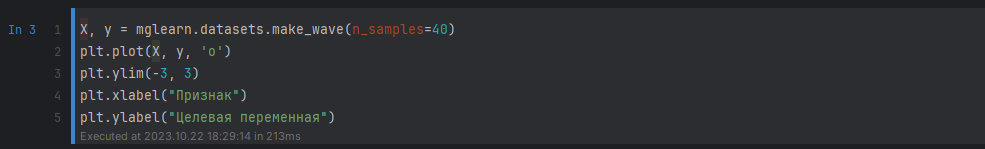 In 3 1 X, y = mglearn.datasets.make_wave(n_samples=40)
2 plt.plot(X, y, 'o')
3 plt.ylim(-3, 3)
4 plt.xlabel("Признак")
5 plt.ylabel("Целевая переменная")
Executed at 2023.10.22 18:29:14 in 213ms